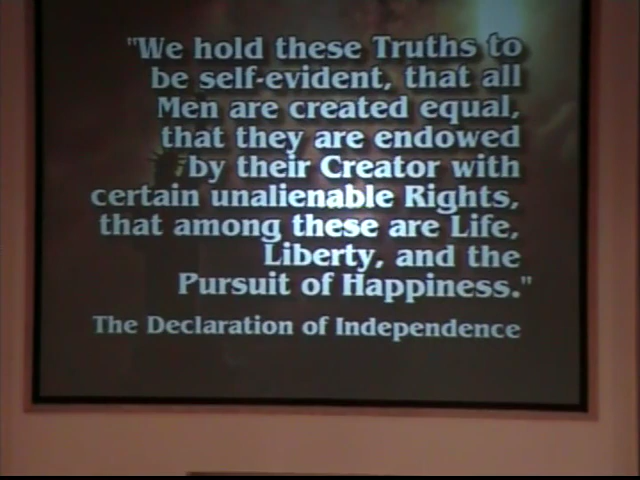 "We hold these Truths to
be self-evident, that all
Men are created equal,
that they are endowed
by their Creator with
certain unalienable Rights,
that among these are Life,
Liberty, and the
Pursuit of Happiness."
The Declaration of Independence